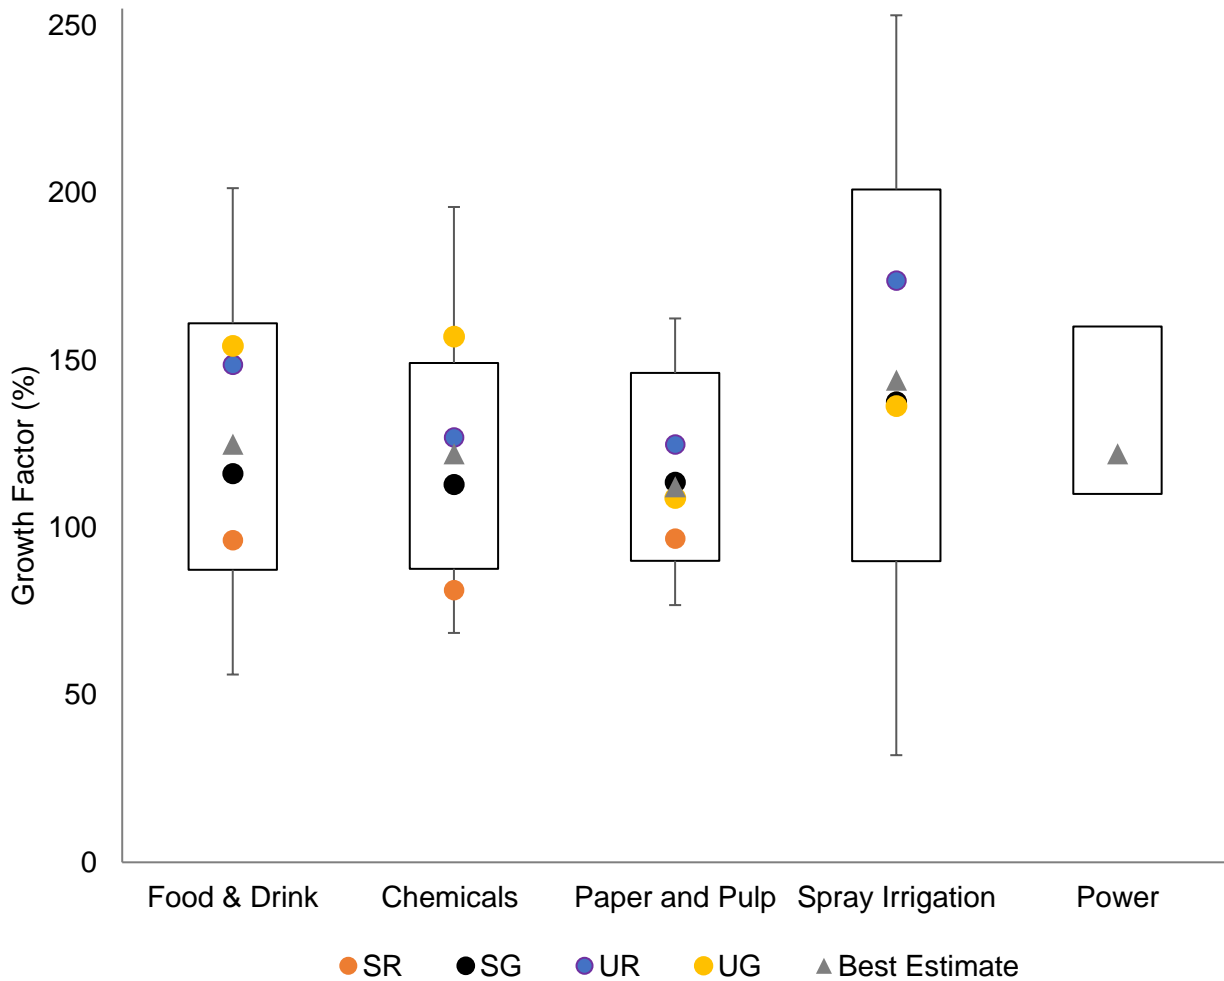 250
200
150
100
50
0
Growth Factor (%)
Food & Drink
Chemicals
Paper and Pulp
Spray Irrigation
Power
SR
SG
UR
UG
Best Estimate